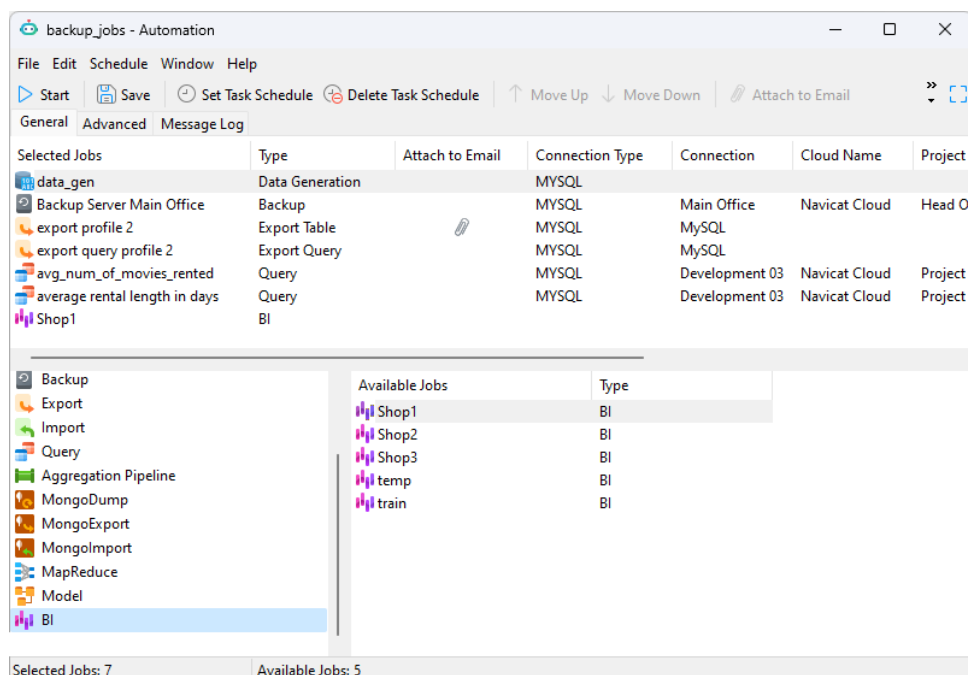 backup_jobs - Automation
File Edit Schedule Window Help
Start Save Set Task Schedule Delete Task Schedule Move Up Move Down Attach to Email »
General Advanced Message Log
Selected Jobs Type Attach to Email Connection Type Connection Cloud Name Project
data_gen Data Generation MYSQL
Backup Server Main Office Backup MYSQL Main Office Navicat Cloud Head O
export profile 2 Export Table MYSQL MySQL
export query profile 2 Export Query MYSQL MySQL
avg_num_of_movies_rented Query MYSQL Development 03 Navicat Cloud Project
average rental length in days Query MYSQL Development 03 Navicat Cloud Project
Shop1 BI
Backup
Export
Import
Query
Aggregation Pipeline
MongoDump
MongoExport
MongoImport
MapReduce
Model
BI
Available Jobs Type
Shop1 BI
Shop2 BI
Shop3 BI
temp BI
train BI
Selected Jobs: 7 Available Jobs: 5